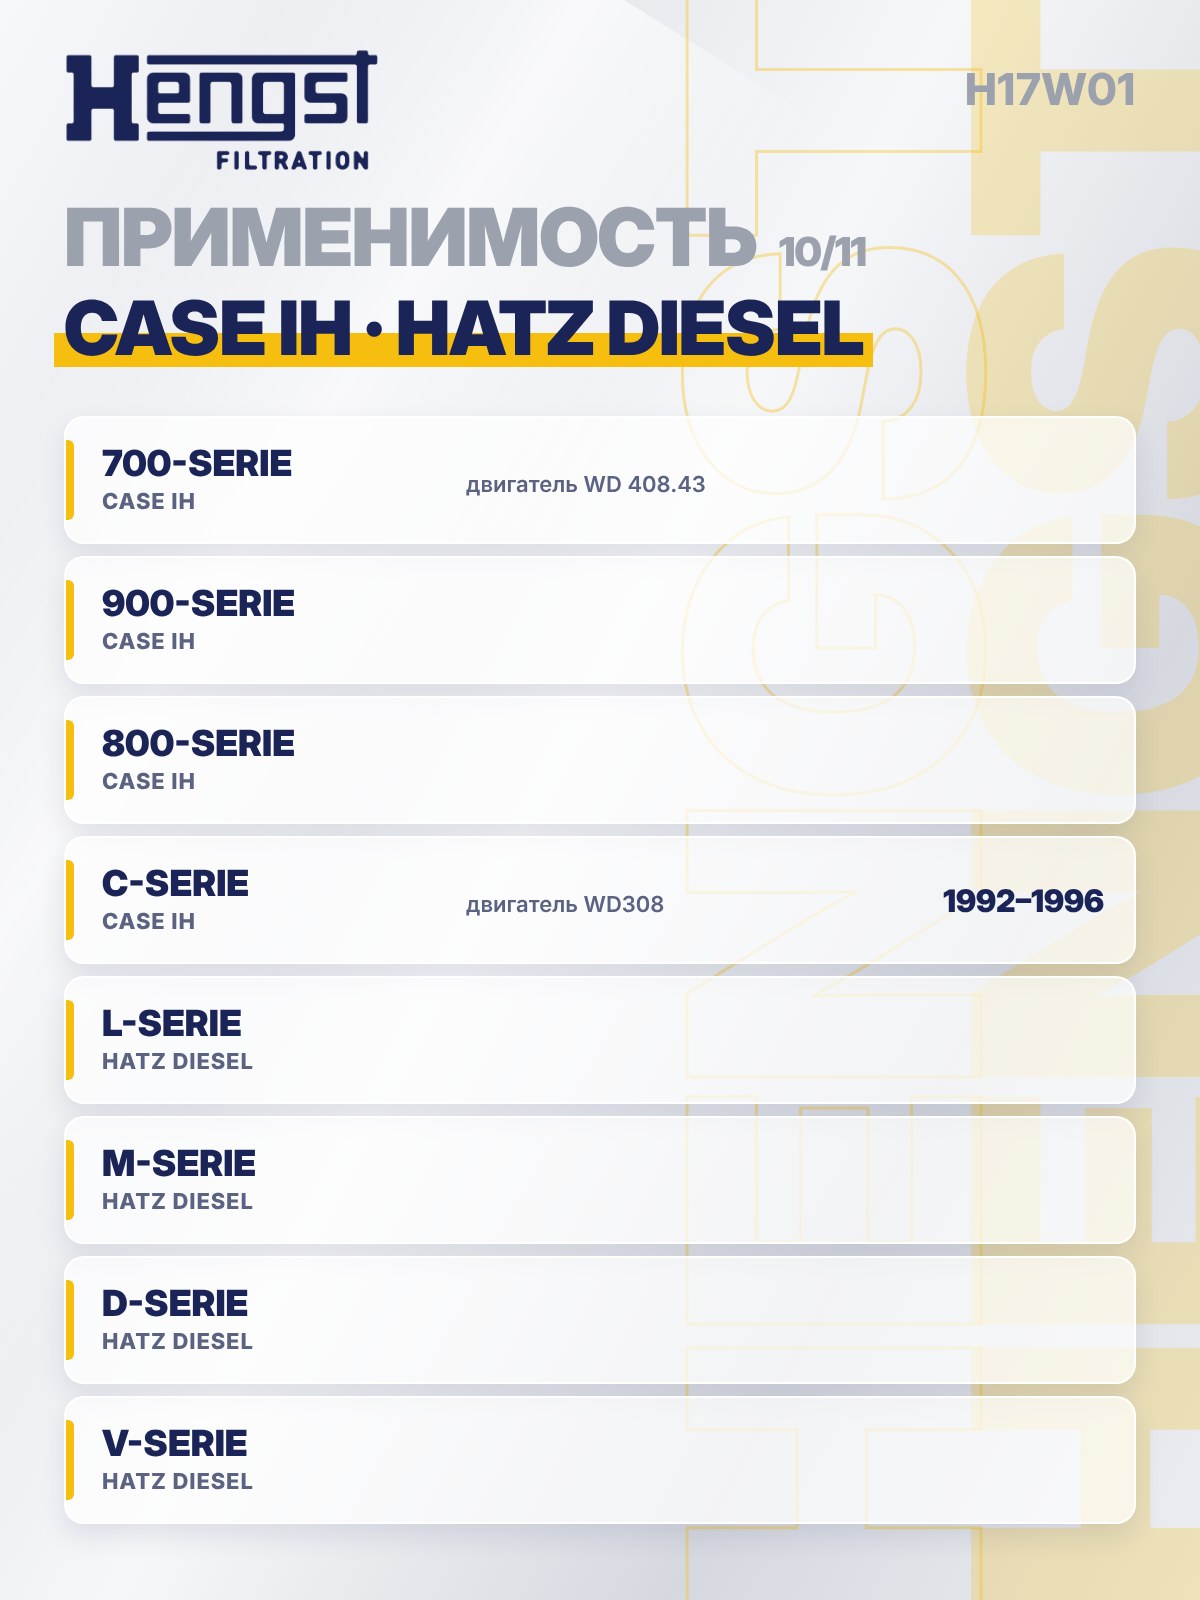 Hengst
FILTRATION
H17W01
ПРИМЕНИМОСТЬ 10/11
CASE IH · HATZ DIESEL
700-SERIE
CASE IH
двигатель WD 408.43
900-SERIE
CASE IH
800-SERIE
CASE IH
C-SERIE
CASE IH
двигатель WD308
1992–1996
L-SERIE
HATZ DIESEL
M-SERIE
HATZ DIESEL
D-SERIE
HATZ DIESEL
V-SERIE
HATZ DIESEL
HENGST
HENGST